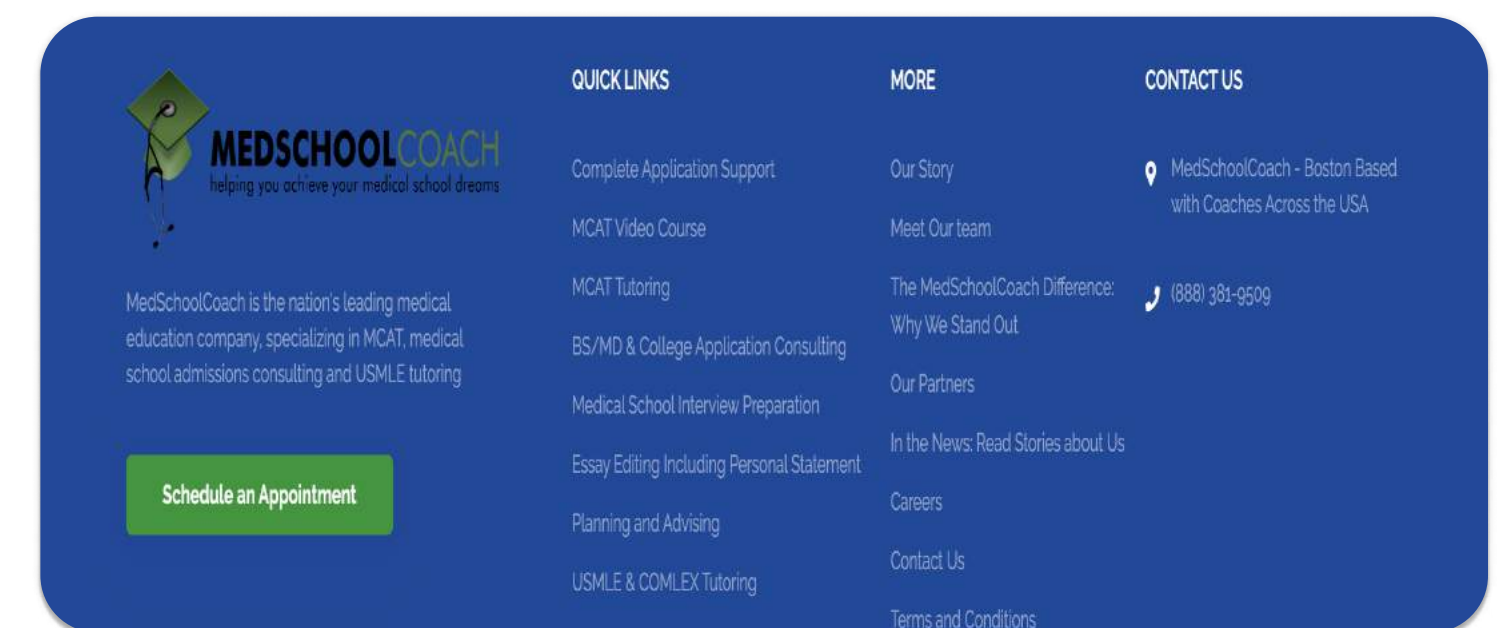 MEDSCHOOLCOACH
helping you achieve your medical school dreams
MedSchoolCoach is the nation's leading medical
education company, specializing in MCAT, medical
school admissions consulting and USMLE tutoring
Schedule an Appointment
QUICK LINKS
Complete Application Support
MCAT Video Course
MCAT Tutoring
BS/MD & College Application Consulting
Medical School Interview Preparation
Essay Editing Including Personal Statement
Planning and Advising
USMLE & COMLEX Tutoring
MORE
Our Story
Meet Our team
The MedSchoolCoach Difference:
Why We Stand Out
Our Partners
In the News: Read Stories about Us
Careers
Contact Us
Terms and Conditions
CONTACT US
MedSchoolCoach - Boston Based
with Coaches Across the USA
(888) 381-9509